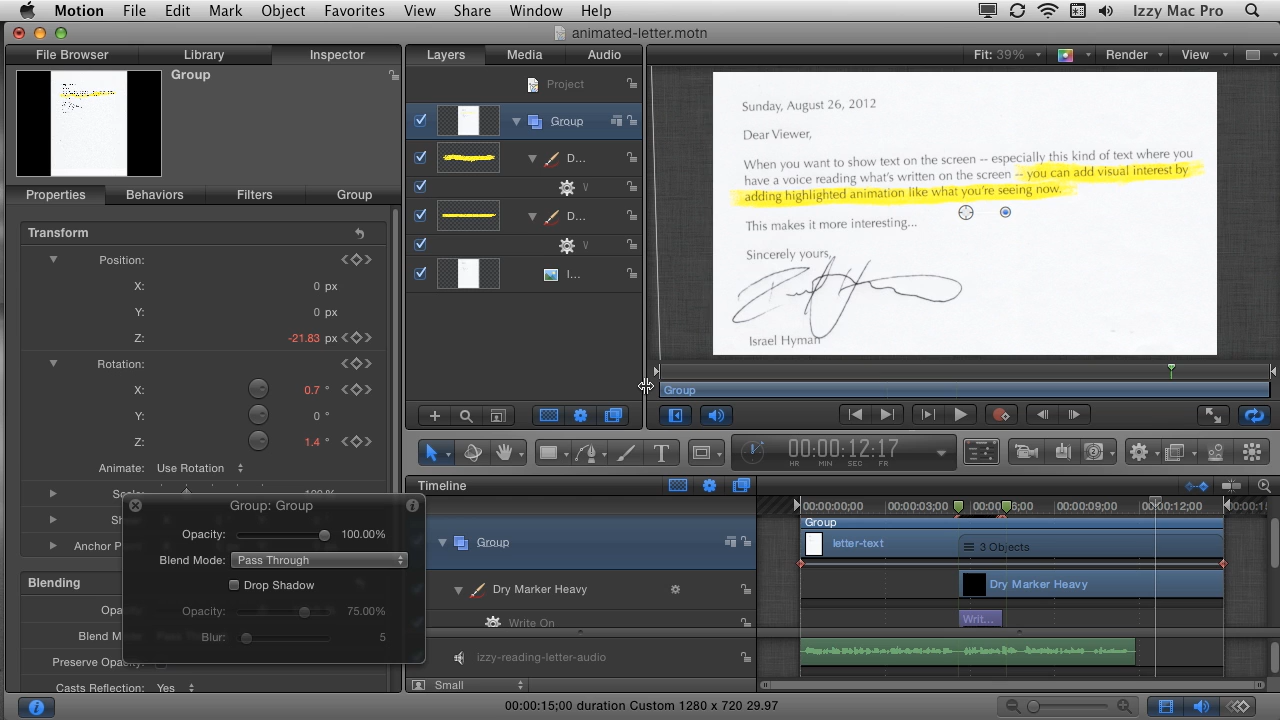 Motion File Edit Mark Object Favorites View Share Window Help Izzy Mac Pro
animated-letter.motn
File Browser Library Inspector Layers Media Audio Fit: 39% Render View
Group
Project
Group
D...
V
D...
V
I...
Properties Behaviors Filters Group
Transform
Position:
X: 0 px
Y: 0 px
Z: -21.83 px
Rotation:
X: 0.7 °
Y: 0 °
Z: 1.4 °
Animate: Use Rotation
Sunday, August 26, 2012
Dear Viewer,
When you want to show text on the screen -- especially this kind of text where you
have a voice reading what's written on the screen -- you can add visual interest by
adding highlighted animation like what you're seeing now.
This makes it more interesting...
Sincerely yours,
Israel Hyman
Group
00:00:12;17
HR MIN SEC FR
Group: Group
Opacity: 100.00%
Blend Mode: Pass Through
Drop Shadow
Opacity: 75.00%
Blur: 5
Anchor P
Blending
Preserve Opacity:
Casts Reflection: Yes
Timeline
00:00:00;00 00:00:03;00 00:00:09;00 00:00:12;00
Group
Group
letter-text
3 Objects
Dry Marker Heavy
Dry Marker Heavy
Write On
Writ...
izzy-reading-letter-audio
Small
00:00:15;00 duration Custom 1280 x 720 29.97